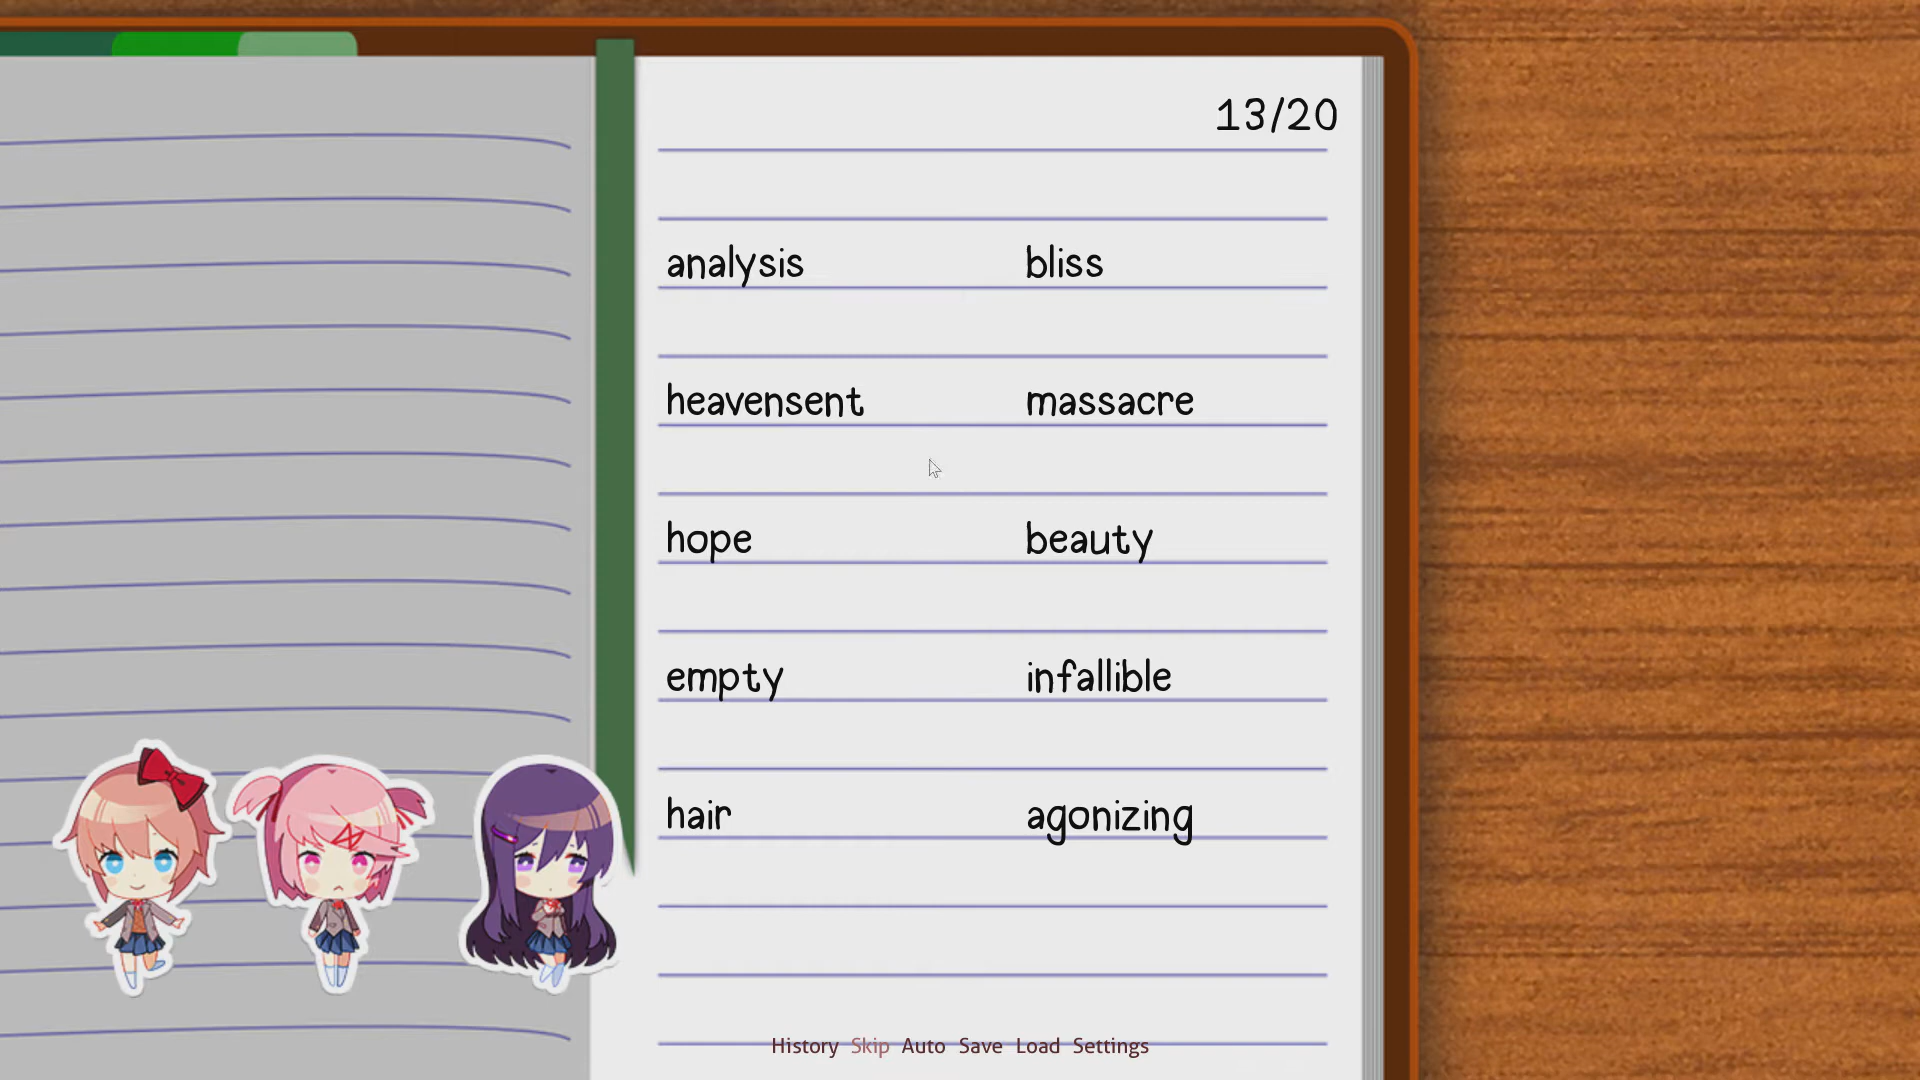 13/20
analysis bliss
heavensent massacre
hope beauty
empty infallible
hair agonizing
History Skip Auto Save Load Settings